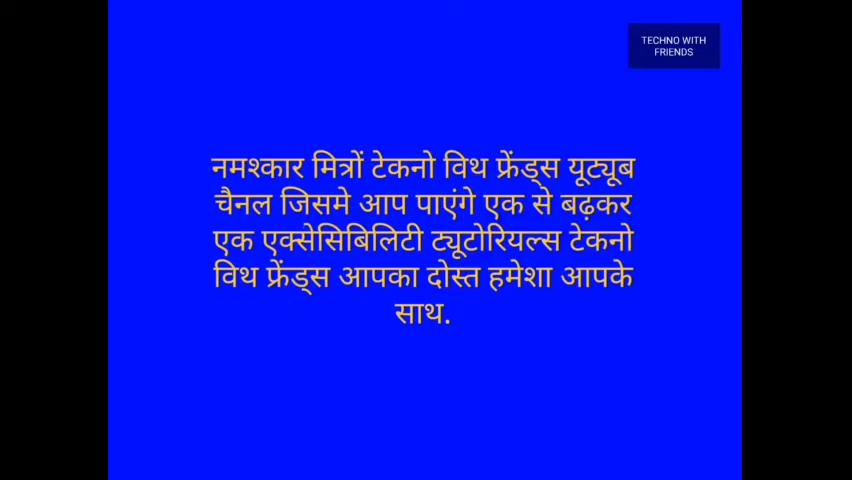 TECHNO WITH
FRIENDS
नमश्कार मित्रों टेकनो विथ फ्रेंड्स यूट्यूब
चैनल जिसमे आप पाएंगे एक से बढ़कर
एक एक्सेसिबिलिटी ट्यूटोरियल्स टेकनो
विथ फ्रेंड्स आपका दोस्त हमेशा आपके
साथ.